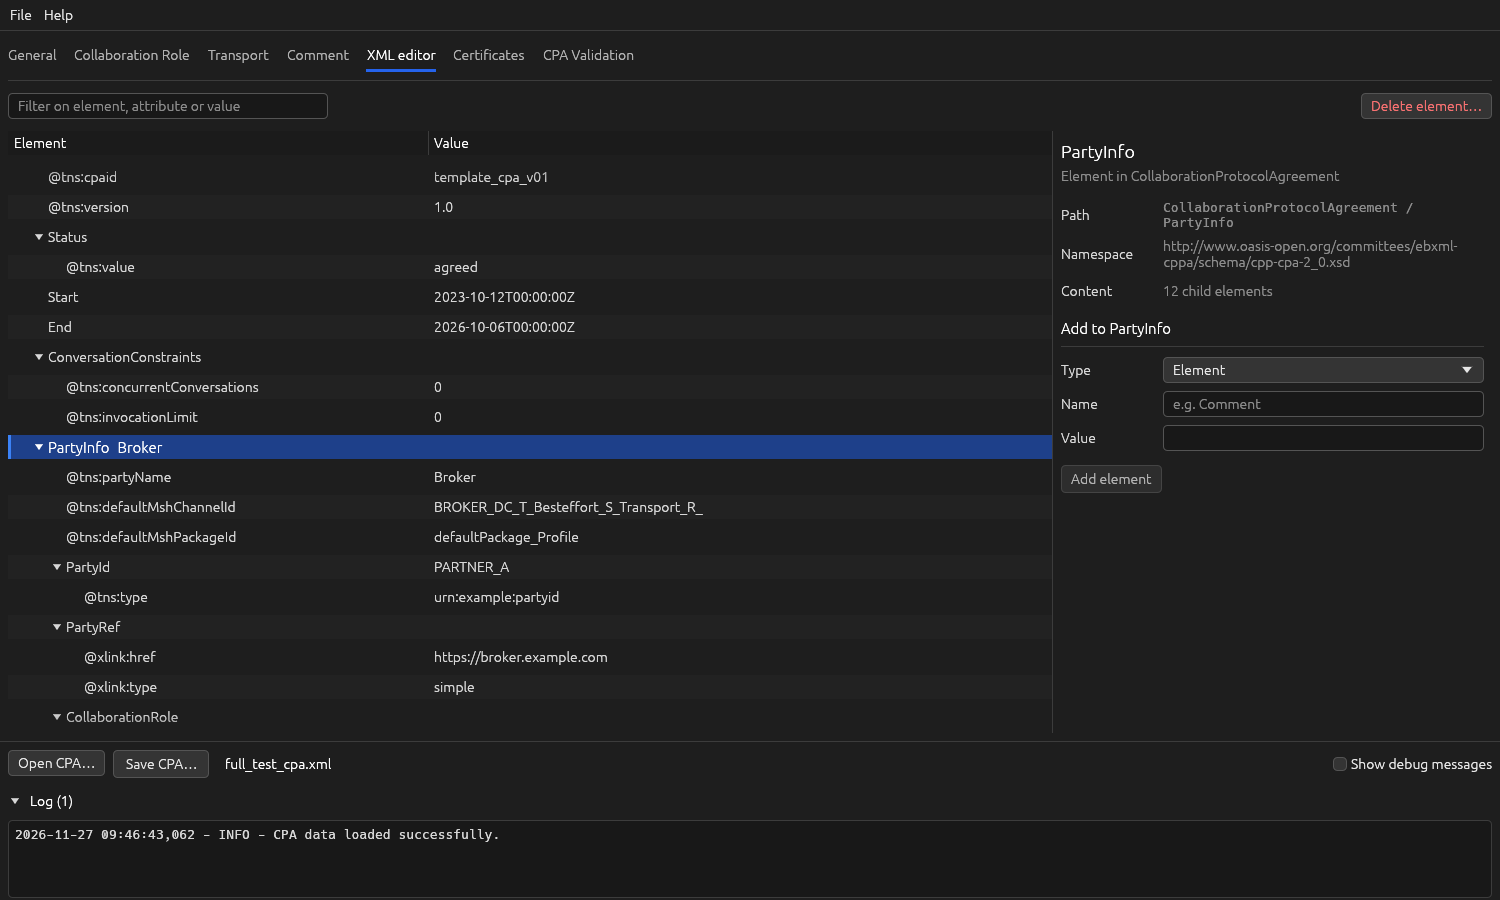 File Help
General Collaboration Role Transport Comment XML editor Certificates CPA Validation
Filter on element, attribute or value
Delete element...
Element Value
@tns:cpaid template_cpa_v01
@tns:version 1.0
Status
@tns:value agreed
Start 2023-10-12T00:00:00Z
End 2026-10-06T00:00:00Z
ConversationConstraints
@tns:concurrentConversations 0
@tns:invocationLimit 0
PartyInfo Broker
@tns:partyName Broker
@tns:defaultMshChannelId BROKER_DC_T_Besteffort_S_Transport_R_
@tns:defaultMshPackageId defaultPackage_Profile
PartyId PARTNER_A
@tns:type urn:example:partyid
PartyRef
@xlink:href https://broker.example.com
@xlink:type simple
CollaborationRole
PartyInfo
Element in CollaborationProtocolAgreement
Path CollaborationProtocolAgreement /
PartyInfo
Namespace http://www.oasis-open.org/committees/ebxml-
cppa/schema/cpp-cpa-2_0.xsd
Content 12 child elements
Add to PartyInfo
Type Element
Name e.g. Comment
Value
Add element
Open CPA... Save CPA... full_test_cpa.xml Show debug messages
Log (1)
2026-11-27 09:46:43,062 - INFO - CPA data loaded successfully.